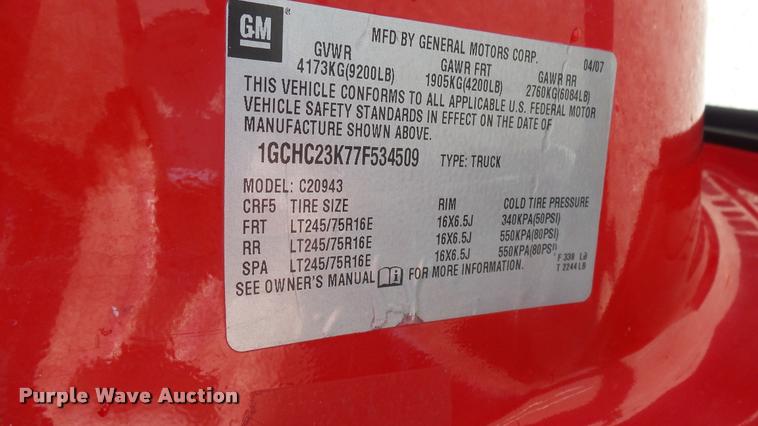 GM
MFD BY GENERAL MOTORS CORP. 04/07
GVWR GAWR FRT GAWR RR
4173KG(9200LB) 1905KG(4200LB) 2760KG(6084LB)
THIS VEHICLE CONFORMS TO ALL APPLICABLE U.S. FEDERAL MOTOR
VEHICLE SAFETY STANDARDS IN EFFECT ON THE DATE OF
MANUFACTURE SHOWN ABOVE.
1GCHC23K77F534509 TYPE: TRUCK
MODEL: C20943
CRF5 TIRE SIZE RIM COLD TIRE PRESSURE
FRT LT245/75R16E 16X6.5J 340KPA(50PSI)
RR LT245/75R16E 16X6.5J 550KPA(80PSI)
SPA LT245/75R16E 16X6.5J 550KPA(80PSI)
F 338 LB
T 2244 LB
SEE OWNER'S MANUAL FOR MORE INFORMATION.
Purple Wave Auction